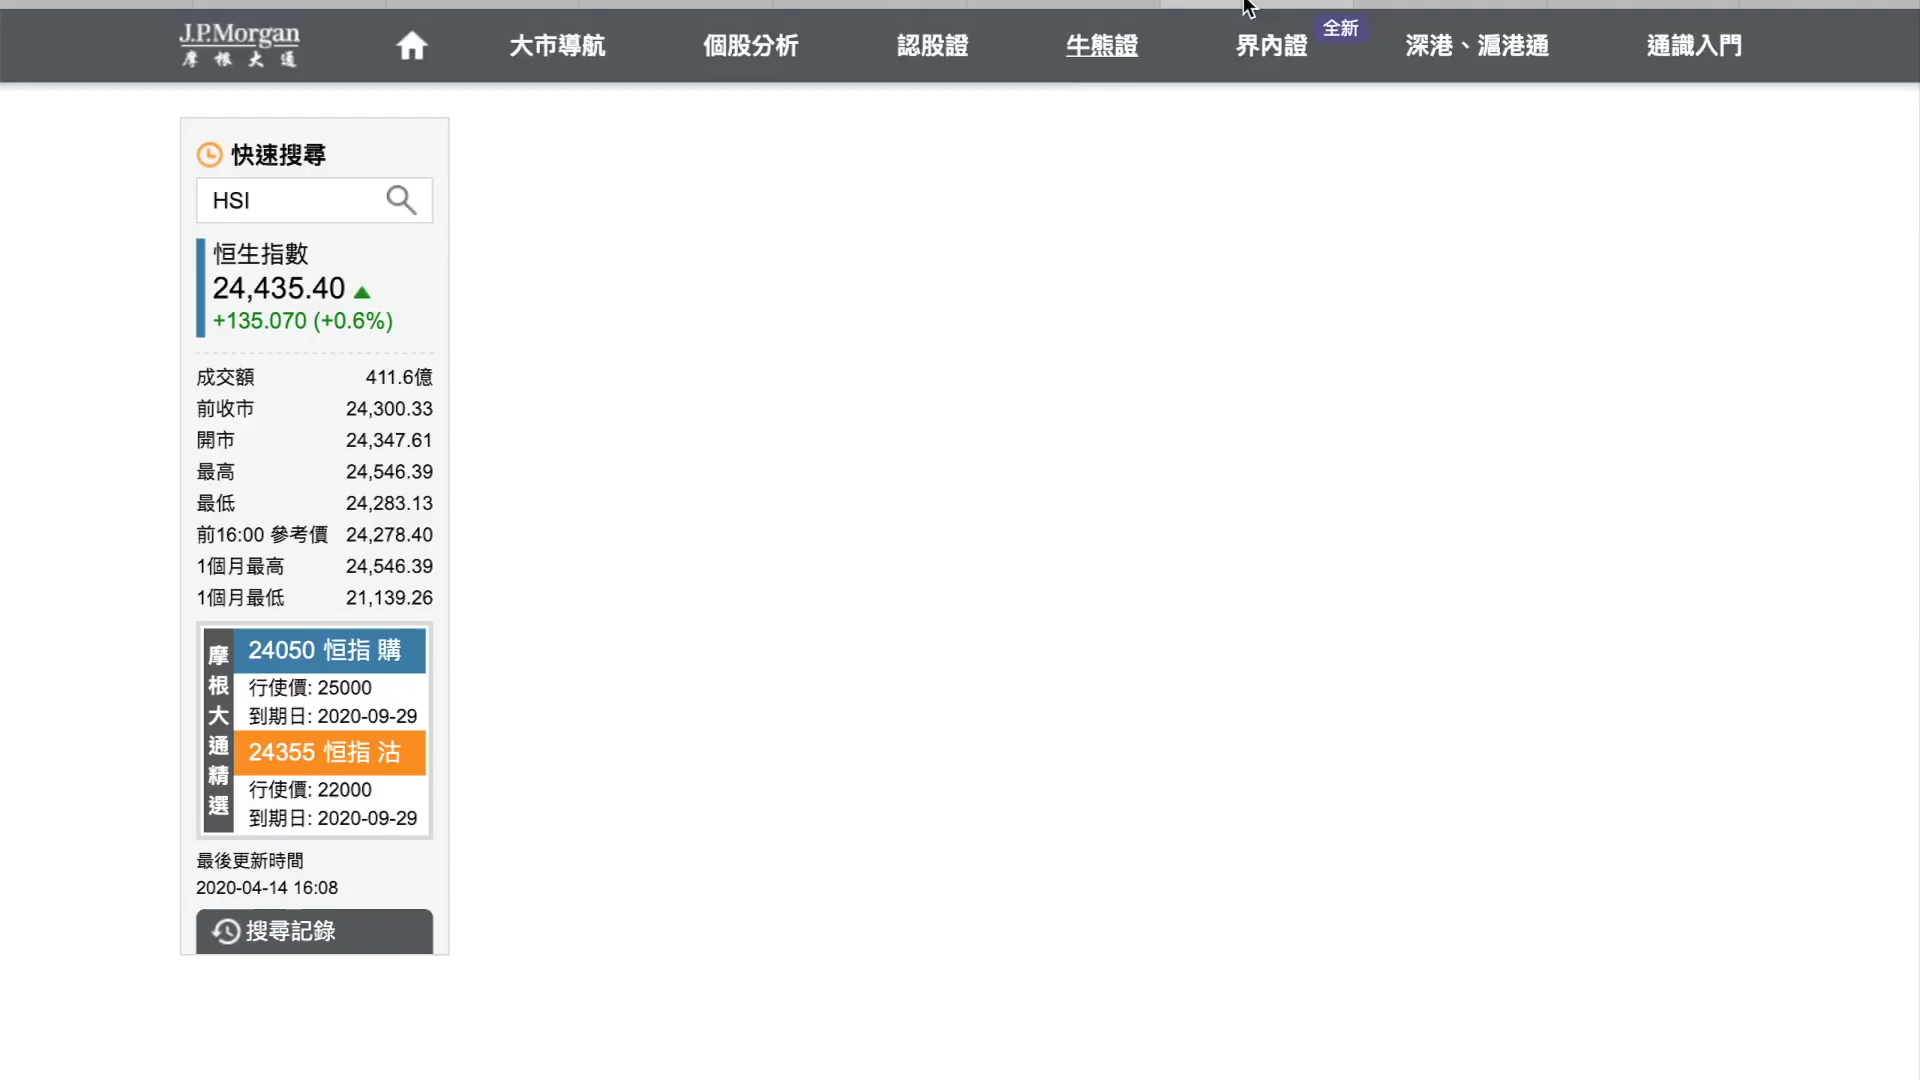 J.P.Morgan
摩根大通
大市導航
個股分析
認股證
牛熊證
界內證
全新
深港、滬港通
通識入門
快速搜尋
HSI
恒生指數
24,435.40
+135.070 (+0.6%)
成交額 411.6億
前收市 24,300.33
開市 24,347.61
最高 24,546.39
最低 24,283.13
前16:00 參考價 24,278.40
1個月最高 24,546.39
1個月最低 21,139.26
摩根大通精選
24050 恒指 購
行使價: 25000
到期日: 2020-09-29
24355 恒指 沽
行使價: 22000
到期日: 2020-09-29
最後更新時間
2020-04-14 16:08
搜尋記錄